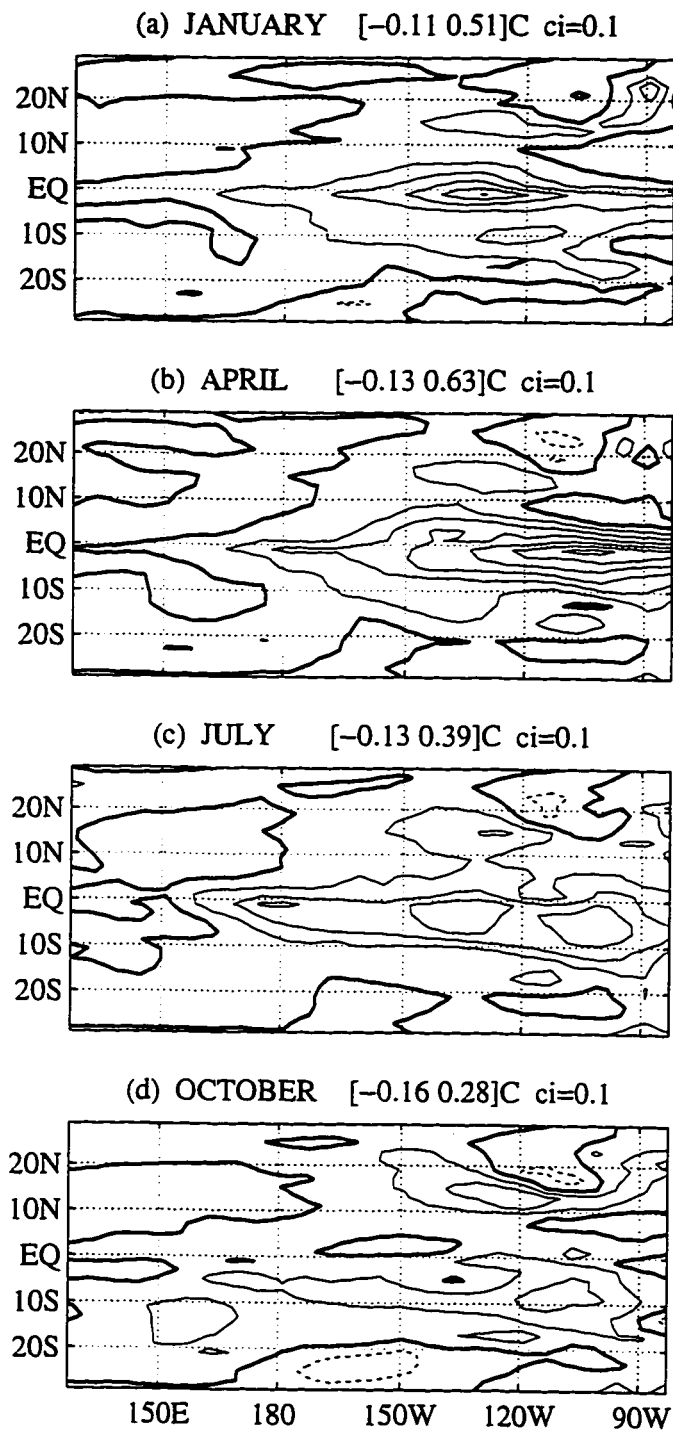 (a) JANUARY [−0.11 0.51]C ci=0.1
20N
10N
EQ
10S
20S
(b) APRIL [−0.13 0.63]C ci=0.1
20N
10N
EQ
10S
20S
(c) JULY [−0.13 0.39]C ci=0.1
20N
10N
EQ
10S
20S
(d) OCTOBER [−0.16 0.28]C ci=0.1
20N
10N
EQ
10S
20S
150E 180 150W 120W 90W